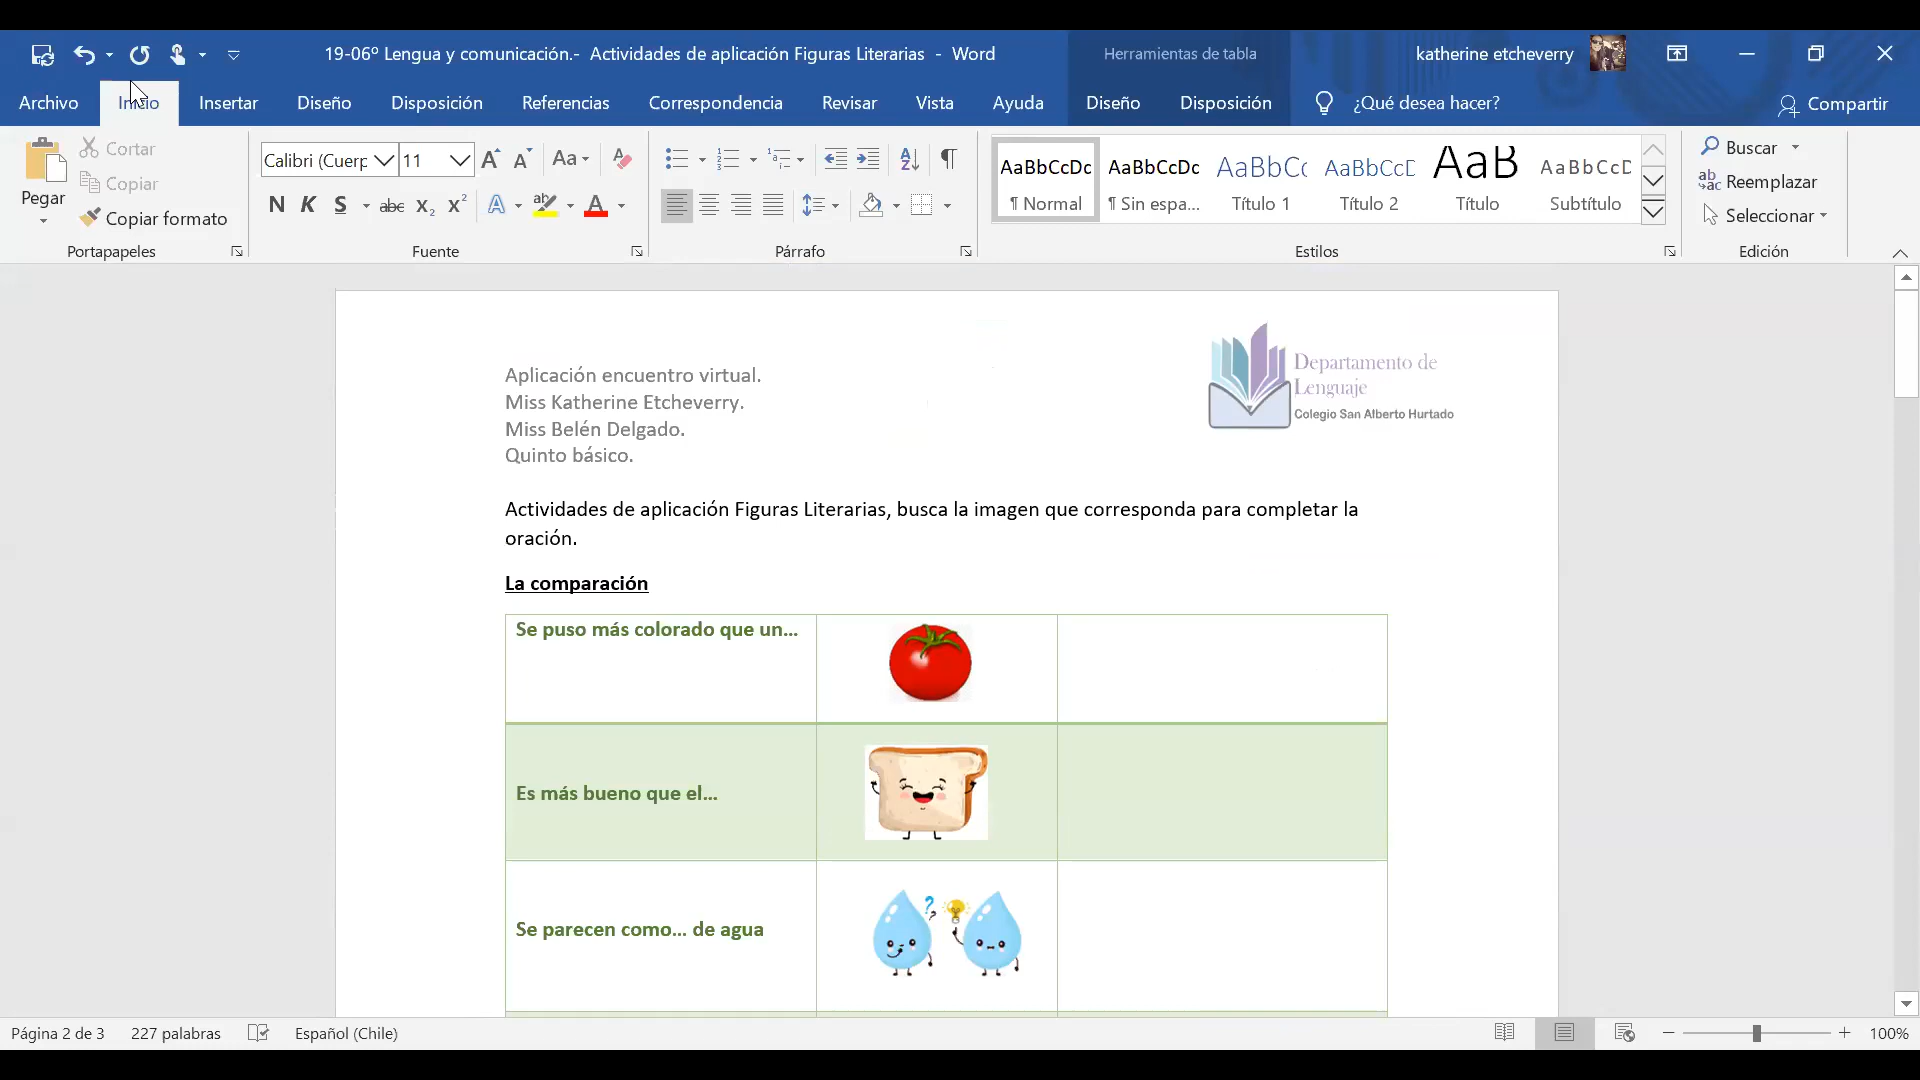 19-06º Lengua y comunicación.- Actividades de aplicación Figuras Literarias - Word
Herramientas de tabla
katherine etcheverry
Archivo Inicio Insertar Diseño Disposición Referencias Correspondencia Revisar Vista Ayuda Diseño Disposición ¿Qué desea hacer? Compartir
Pegar
Cortar
Copiar
Copiar formato
Portapapeles
Calibri (Cuerp 11
Aa
N K S abc X₂ X² A ab A
Fuente
Párrafo
AaBbCcDc AaBbCcDc AaBbCc AaBbCcD AaB AaBbCcD
¶ Normal ¶ Sin espa... Título 1 Título 2 Título Subtítulo
Estilos
Buscar
Reemplazar
Seleccionar
Edición
Aplicación encuentro virtual.
Miss Katherine Etcheverry.
Miss Belén Delgado.
Quinto básico.
Departamento de
Lenguaje
Colegio San Alberto Hurtado
Actividades de aplicación Figuras Literarias, busca la imagen que corresponda para completar la
oración.
La comparación
Se puso más colorado que un...
Es más bueno que el...
Se parecen como... de agua
Página 2 de 3 227 palabras Español (Chile) 100%